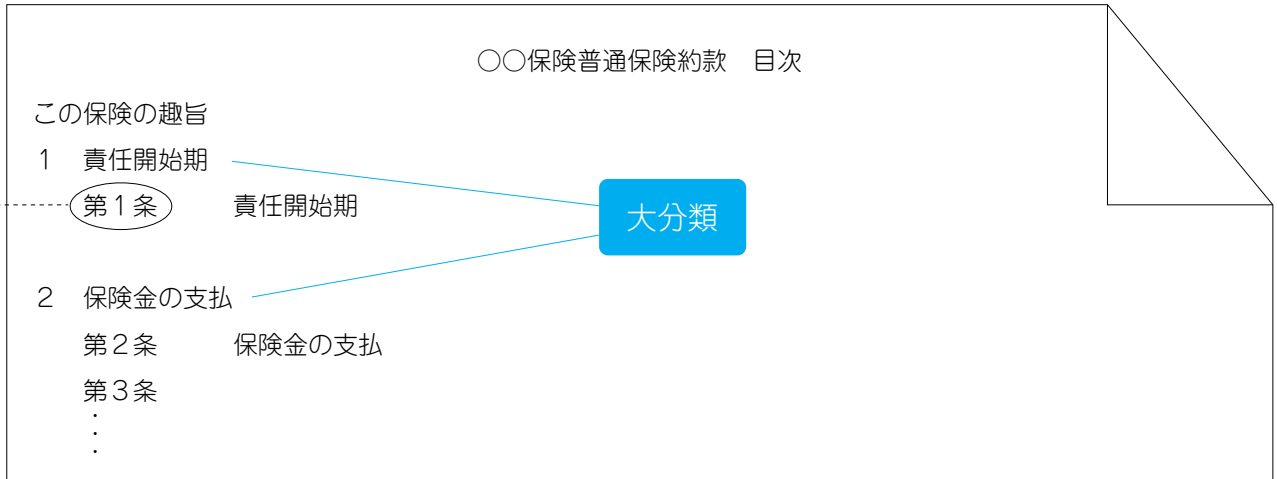 ○○保険普通保険約款　目次
この保険の趣旨
１　責任開始期
第１条　　　責任開始期
大分類
２　保険金の支払
第２条　　　保険金の支払
第３条